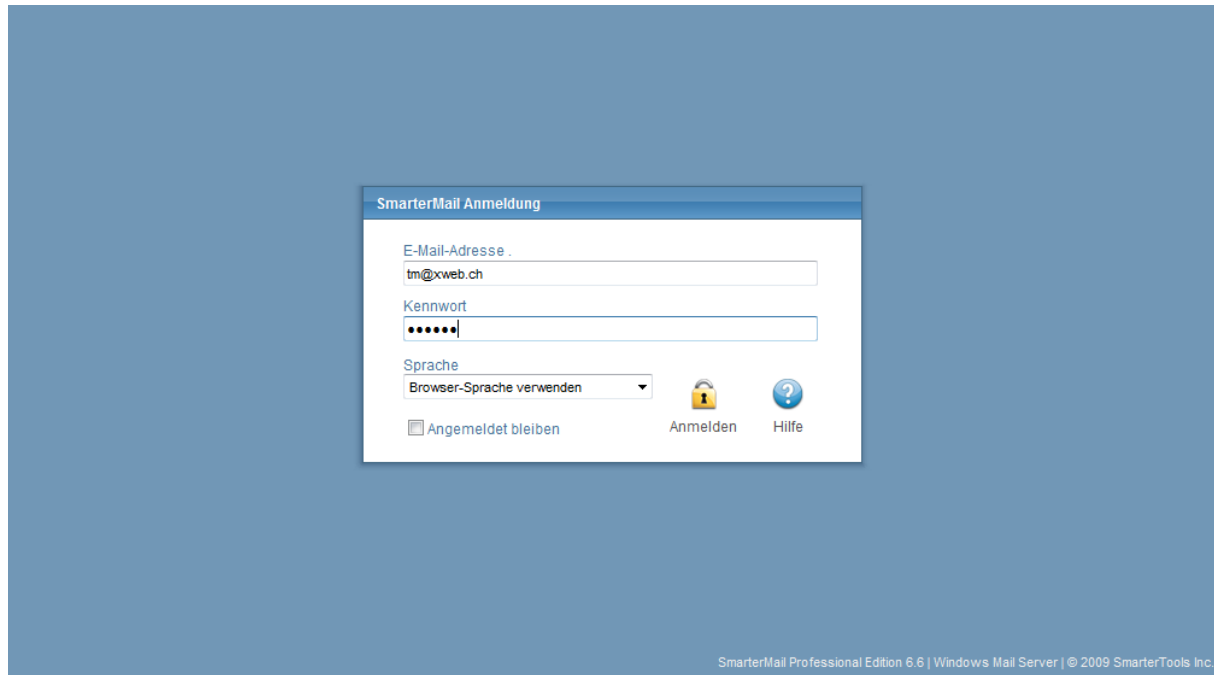 SmarterMail Anmeldung
E-Mail-Adresse .
tm@xweb.ch
Kennwort
••••••
Sprache
Browser-Sprache verwenden
Angemeldet bleiben
Anmelden
Hilfe
SmarterMail Professional Edition 6.6 | Windows Mail Server | © 2009 SmarterTools Inc.